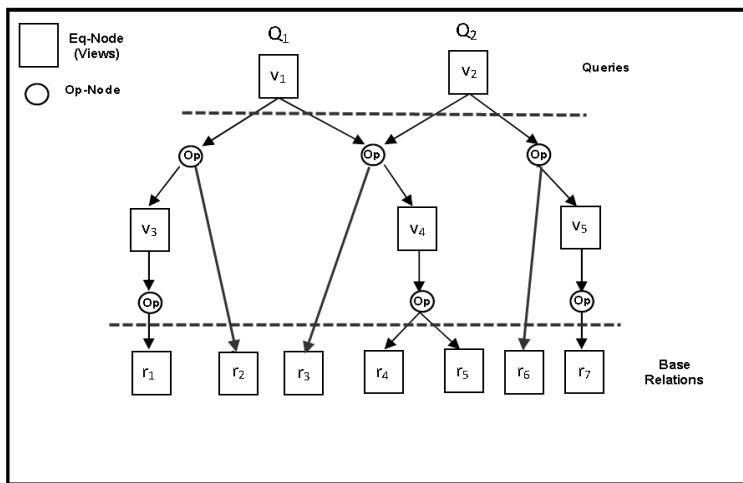 Eq-Node
(Views)
Op-Node
Q₁
Q₂
Queries
v₁
v₂
Op
Op
Op
v₃
v₄
v₅
Op
Op
Op
r₁
r₂
r₃
r₄
r₅
r₆
r₇
Base
Relations